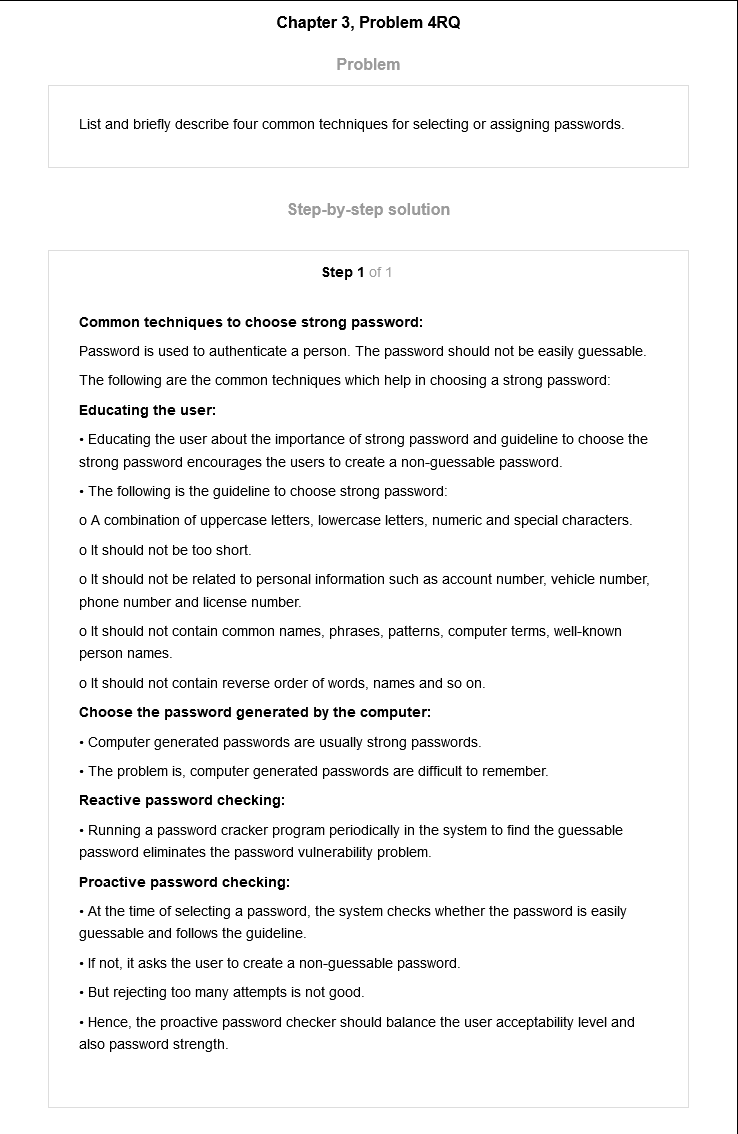 Chapter 3, Problem 4RQ
Problem
List and briefly describe four common techniques for selecting or assigning passwords.
Step-by-step solution
Step 1 of 1
Common techniques to choose strong password:
Password is used to authenticate a person. The password should not be easily guessable.
The following are the common techniques which help in choosing a strong password:
Educating the user:
• Educating the user about the importance of strong password and guideline to choose the
strong password encourages the users to create a non-guessable password.
• The following is the guideline to choose strong password:
o A combination of uppercase letters, lowercase letters, numeric and special characters.
o It should not be too short.
o It should not be related to personal information such as account number, vehicle number,
phone number and license number.
o It should not contain common names, phrases, patterns, computer terms, well-known
person names.
o It should not contain reverse order of words, names and so on.
Choose the password generated by the computer:
• Computer generated passwords are usually strong passwords.
• The problem is, computer generated passwords are difficult to remember.
Reactive password checking:
• Running a password cracker program periodically in the system to find the guessable
password eliminates the password vulnerability problem.
Proactive password checking:
• At the time of selecting a password, the system checks whether the password is easily
guessable and follows the guideline.
• If not, it asks the user to create a non-guessable password.
• But rejecting too many attempts is not good.
• Hence, the proactive password checker should balance the user acceptability level and
also password strength.